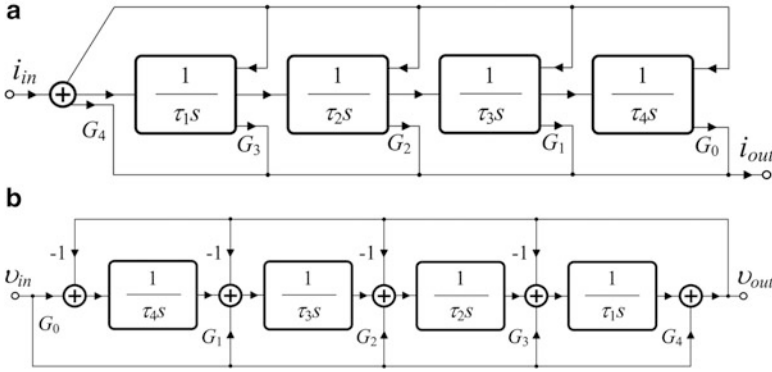 a
i_in
G_4
1/τ_1s
G_3
1/τ_2s
G_2
1/τ_3s
G_1
1/τ_4s
G_0
i_out
b
υ_in
G_0
-1
1/τ_4s
-1
G_1
1/τ_3s
-1
G_2
1/τ_2s
-1
G_3
1/τ_1s
G_4
υ_out